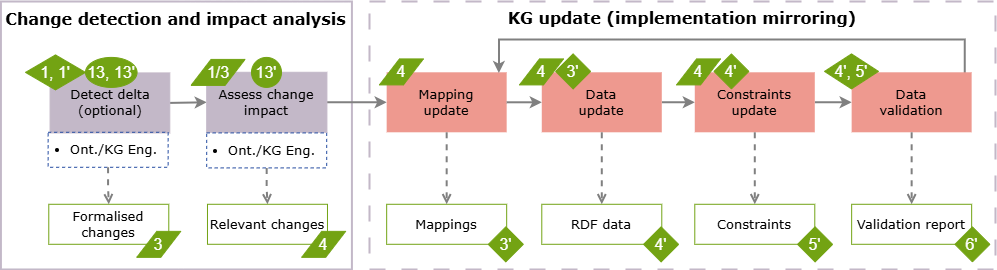 Change detection and impact analysis
KG update (implementation mirroring)
1, 1'
13, 13'
1/3
13'
4
4
3'
4
4'
4', 5'
Detect delta
(optional)
Assess change
impact
Mapping
update
Data
update
Constraints
update
Data
validation
• Ont./KG Eng.
• Ont./KG Eng.
Formalised
changes
3
Relevant changes
4
Mappings
3'
RDF data
4'
Constraints
5'
Validation report
6'